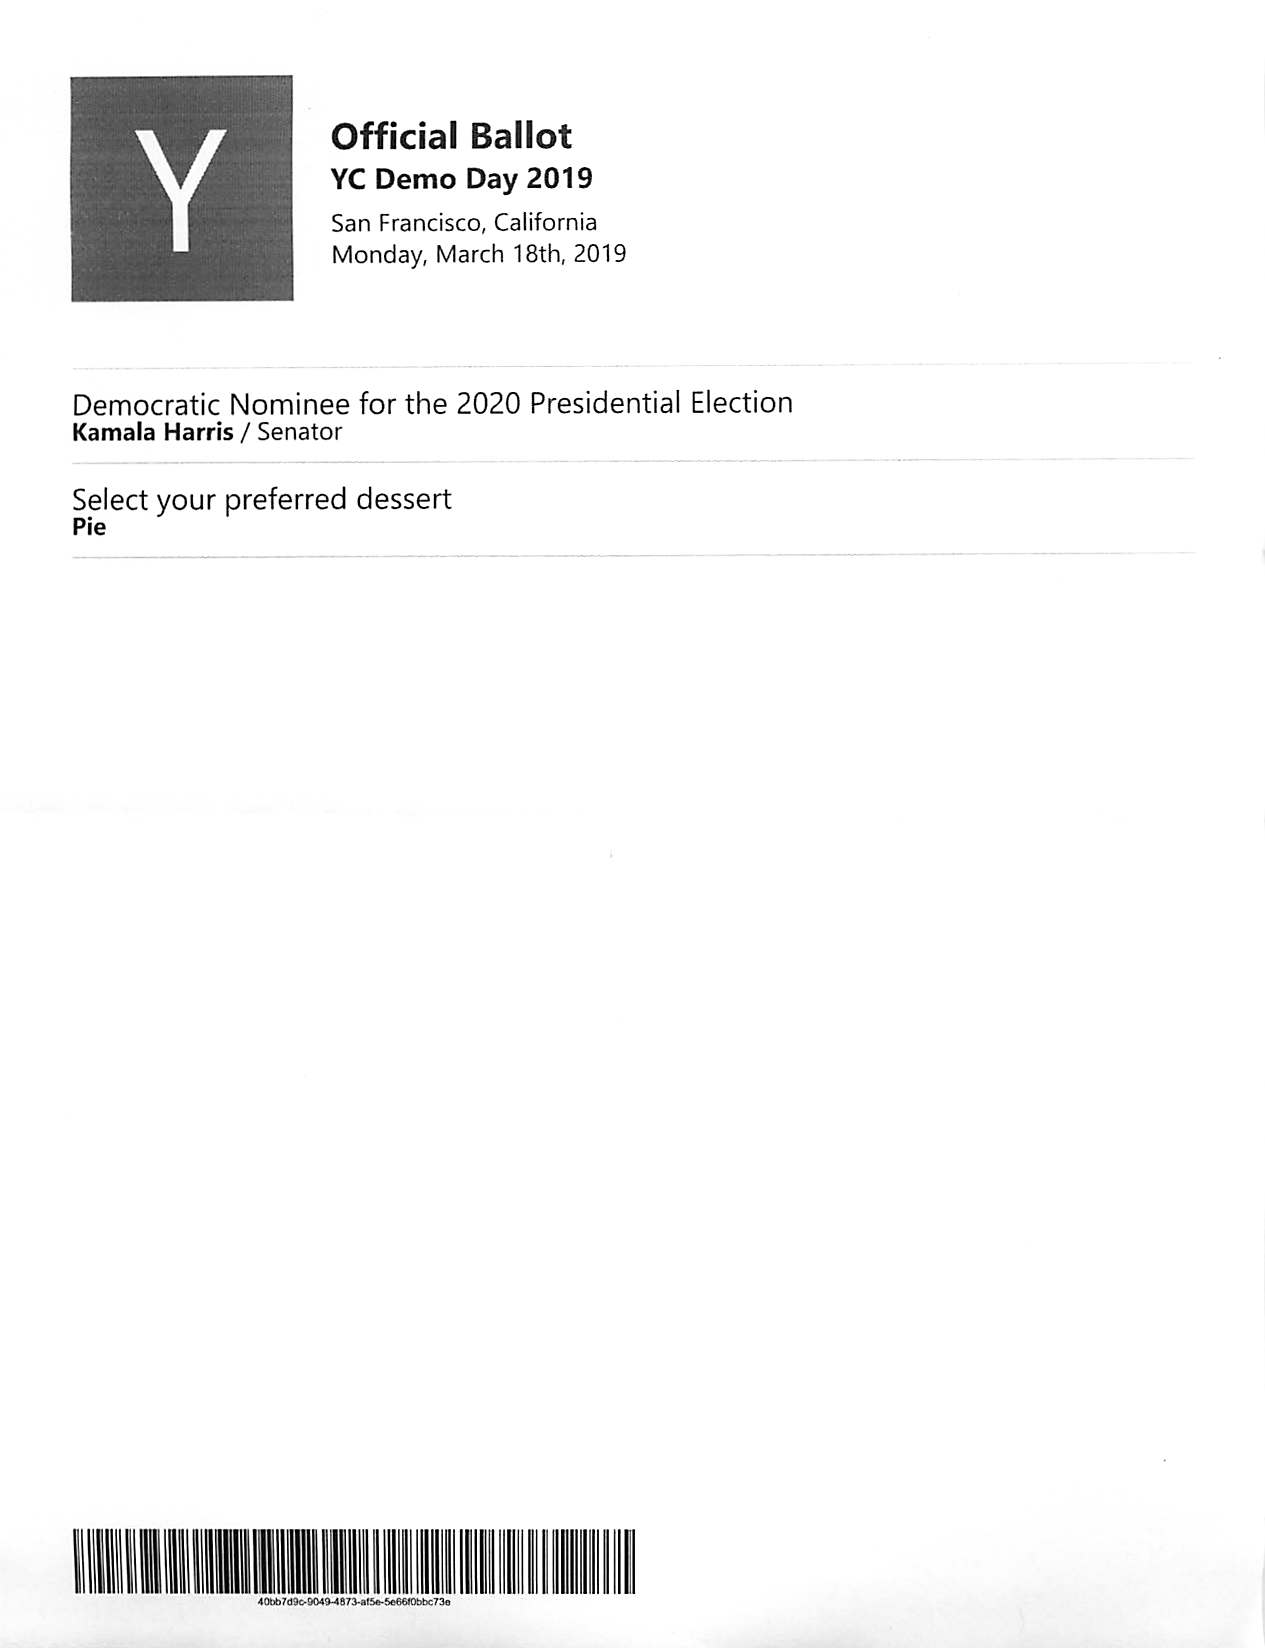 Y
Official Ballot
YC Demo Day 2019
San Francisco, California
Monday, March 18th, 2019
Democratic Nominee for the 2020 Presidential Election
Kamala Harris / Senator
Select your preferred dessert
Pie
40bb7d9c-9049-4873-af5e-5e66f0bbc73e